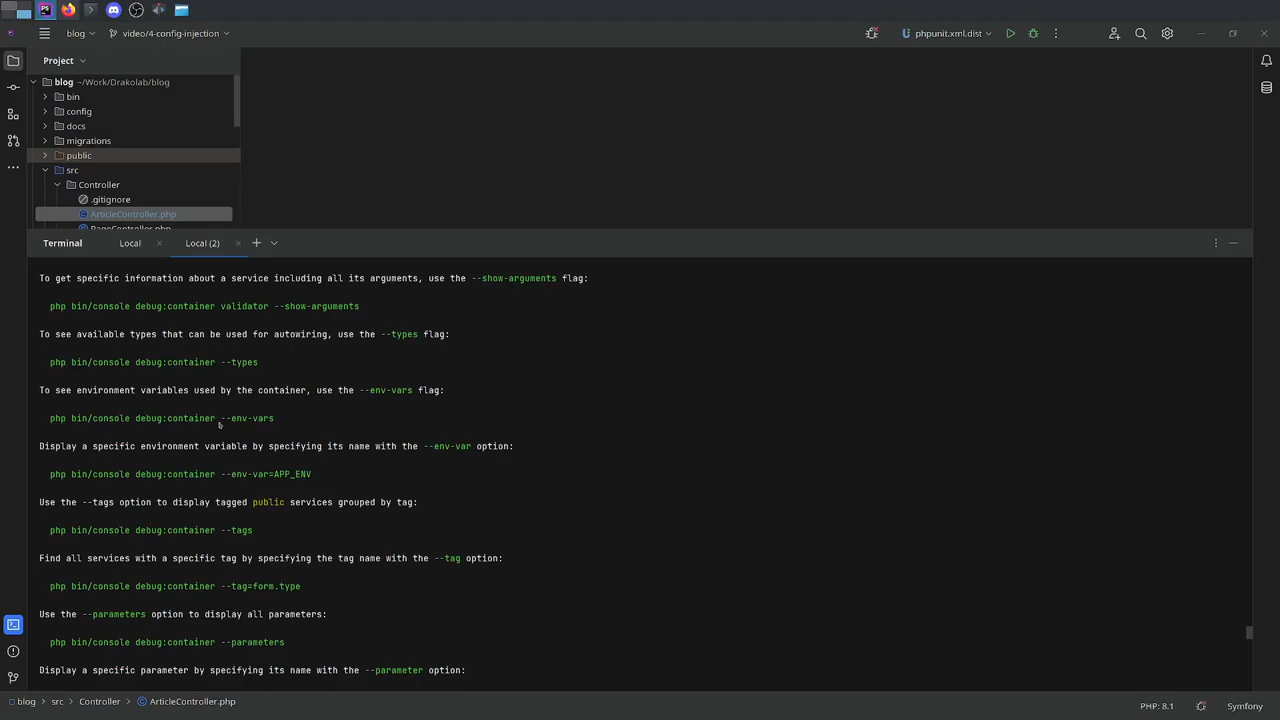 blog
video/4-config-injection
phpunit.xml.dist
Project
blog ~/Work/Drakolab/blog
bin
config
docs
migrations
public
src
Controller
.gitignore
ArticleController.php
PageController.php
Terminal
Local
Local (2)
To get specific information about a service including all its arguments, use the --show-arguments flag:
php bin/console debug:container validator --show-arguments
To see available types that can be used for autowiring, use the --types flag:
php bin/console debug:container --types
To see environment variables used by the container, use the --env-vars flag:
php bin/console debug:container --env-vars
Display a specific environment variable by specifying its name with the --env-var option:
php bin/console debug:container --env-var=APP_ENV
Use the --tags option to display tagged public services grouped by tag:
php bin/console debug:container --tags
Find all services with a specific tag by specifying the tag name with the --tag option:
php bin/console debug:container --tag=form.type
Use the --parameters option to display all parameters:
php bin/console debug:container --parameters
Display a specific parameter by specifying its name with the --parameter option:
blog > src > Controller > ArticleController.php
PHP: 8.1
Symfony